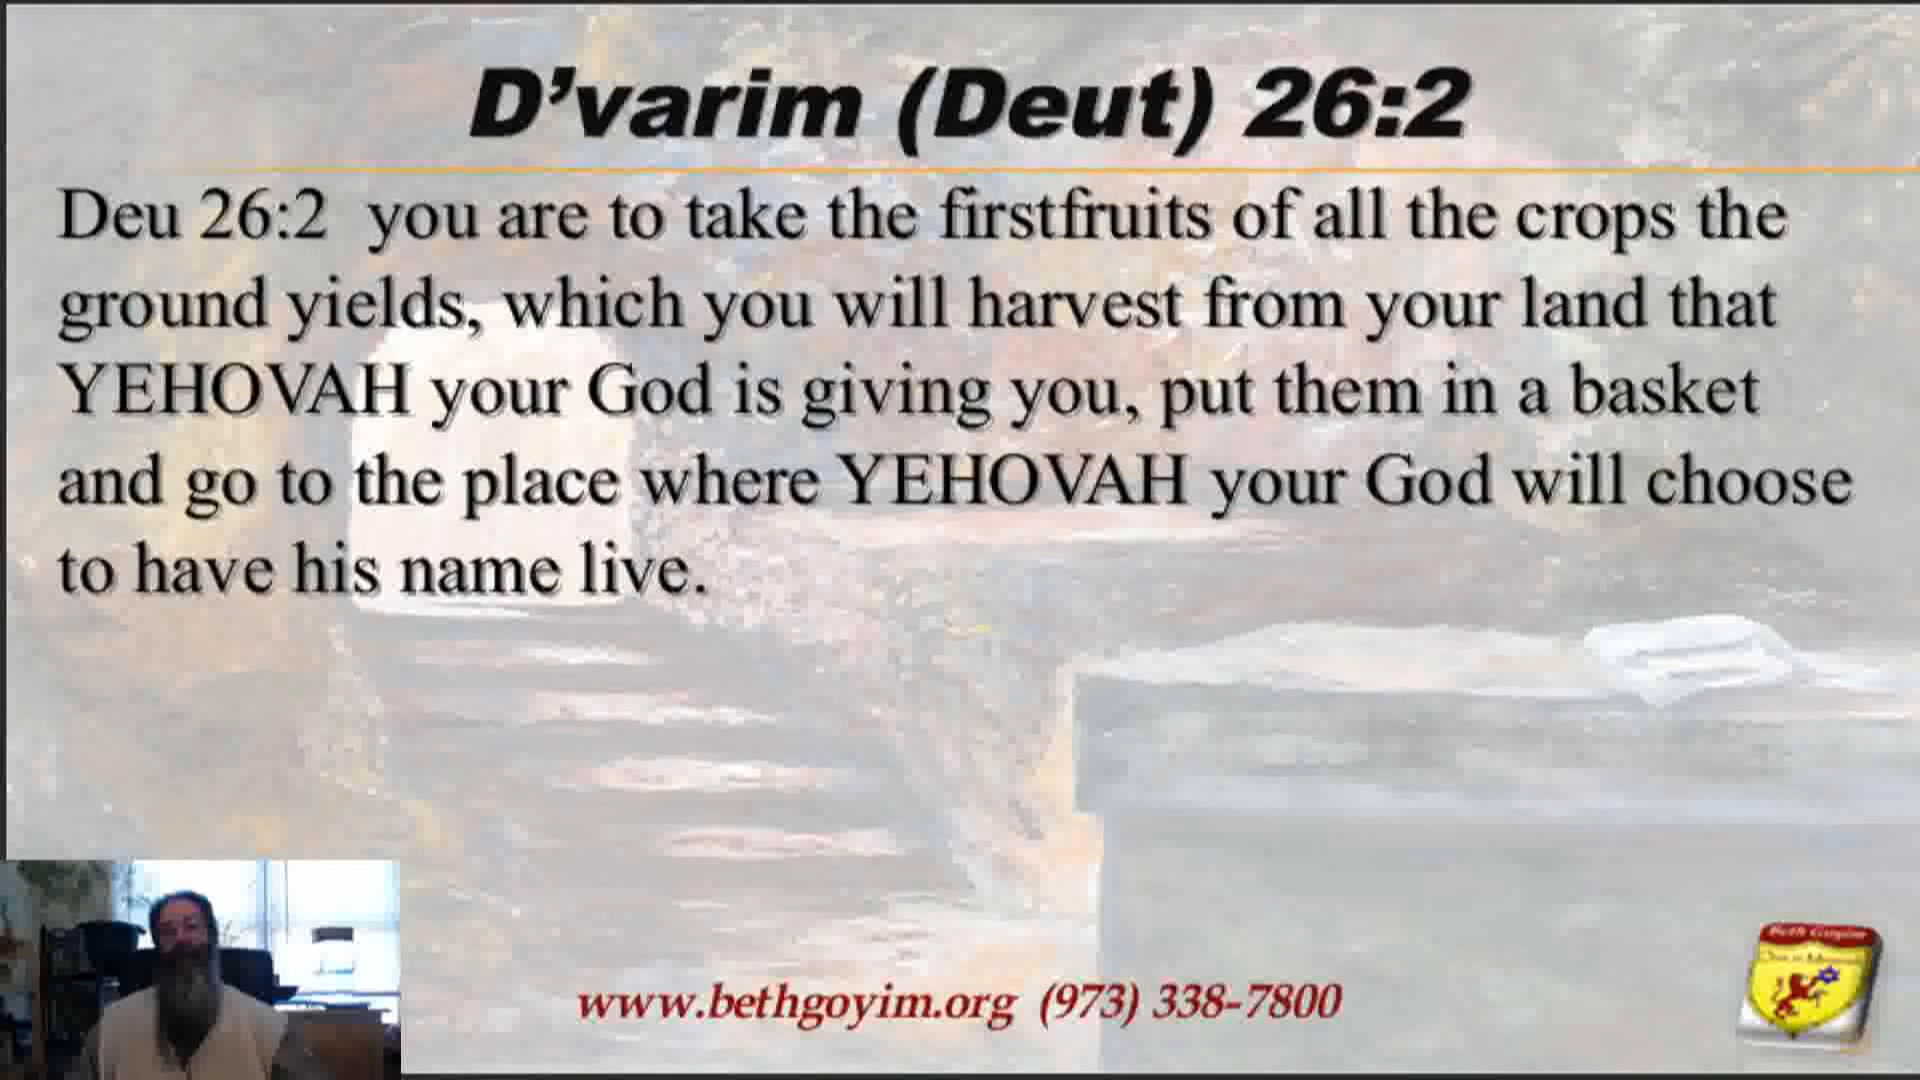 D’varim (Deut) 26:2
Deu 26:2 you are to take the firstfruits of all the crops the
ground yields, which you will harvest from your land that
YEHOVAH your God is giving you, put them in a basket
and go to the place where YEHOVAH your God will choose
to have his name live.
www.bethgoyim.org (973) 338-7800
Beth Goyim